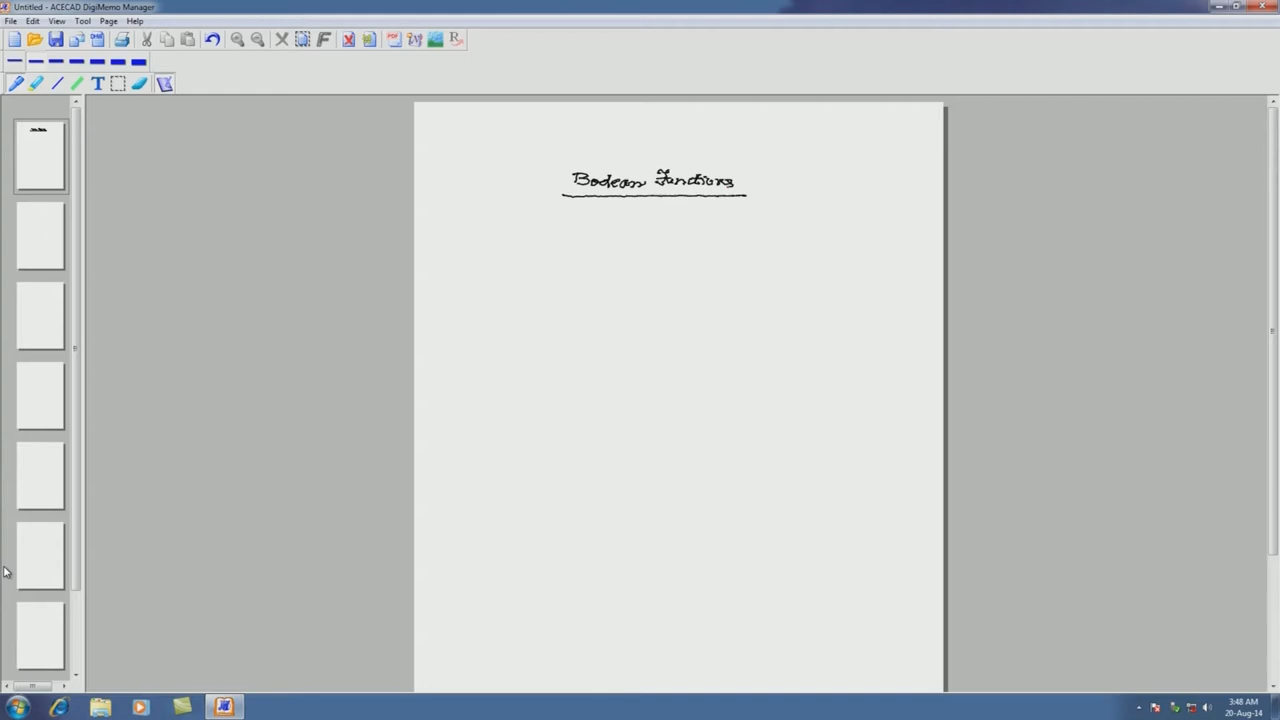 Untitled - ACECAD DigiMemo Manager
File Edit View Tool Page Help
Boolean Functions
3:48 AM
20-Aug-14